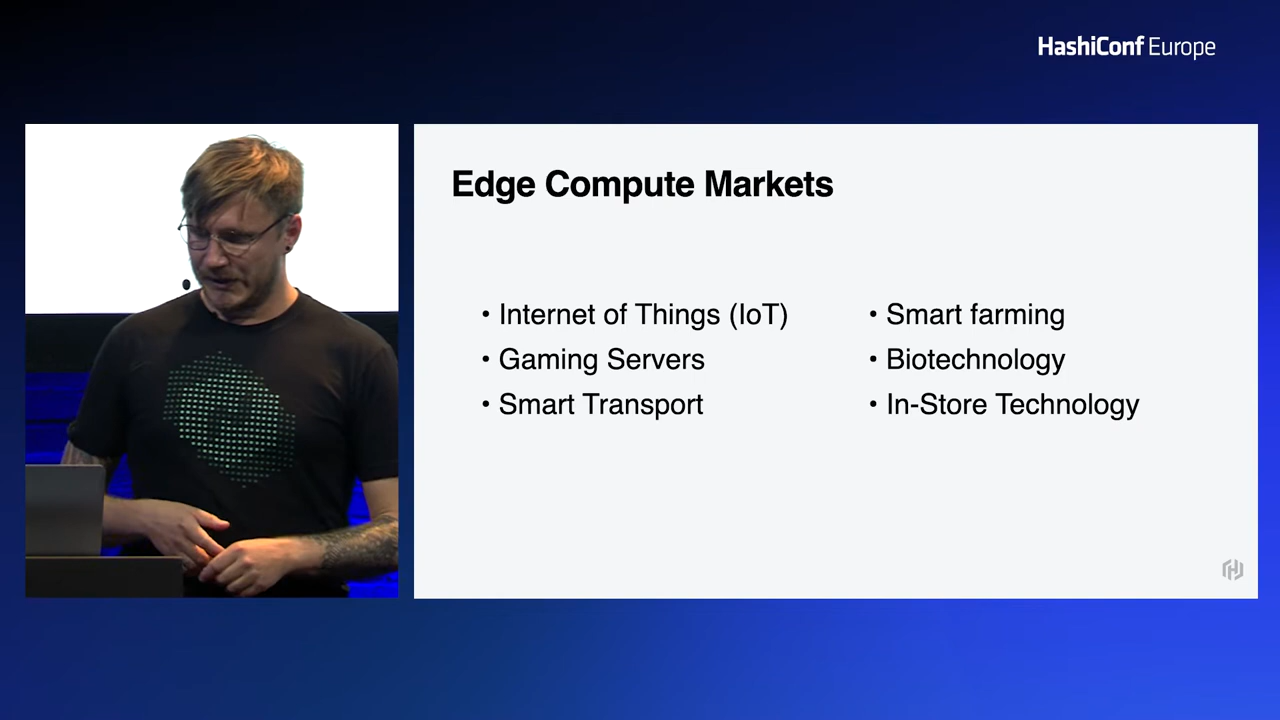 HashiConf Europe
Edge Compute Markets
• Internet of Things (IoT)
• Gaming Servers
• Smart Transport
• Smart farming
• Biotechnology
• In-Store Technology